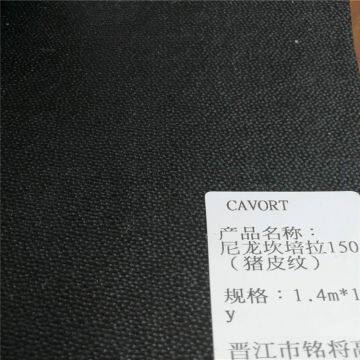 CAVORT
产品名称：
尼龙坎培拉150
（猪皮纹）
规格：1.4m*1
y
晋江市铭将高